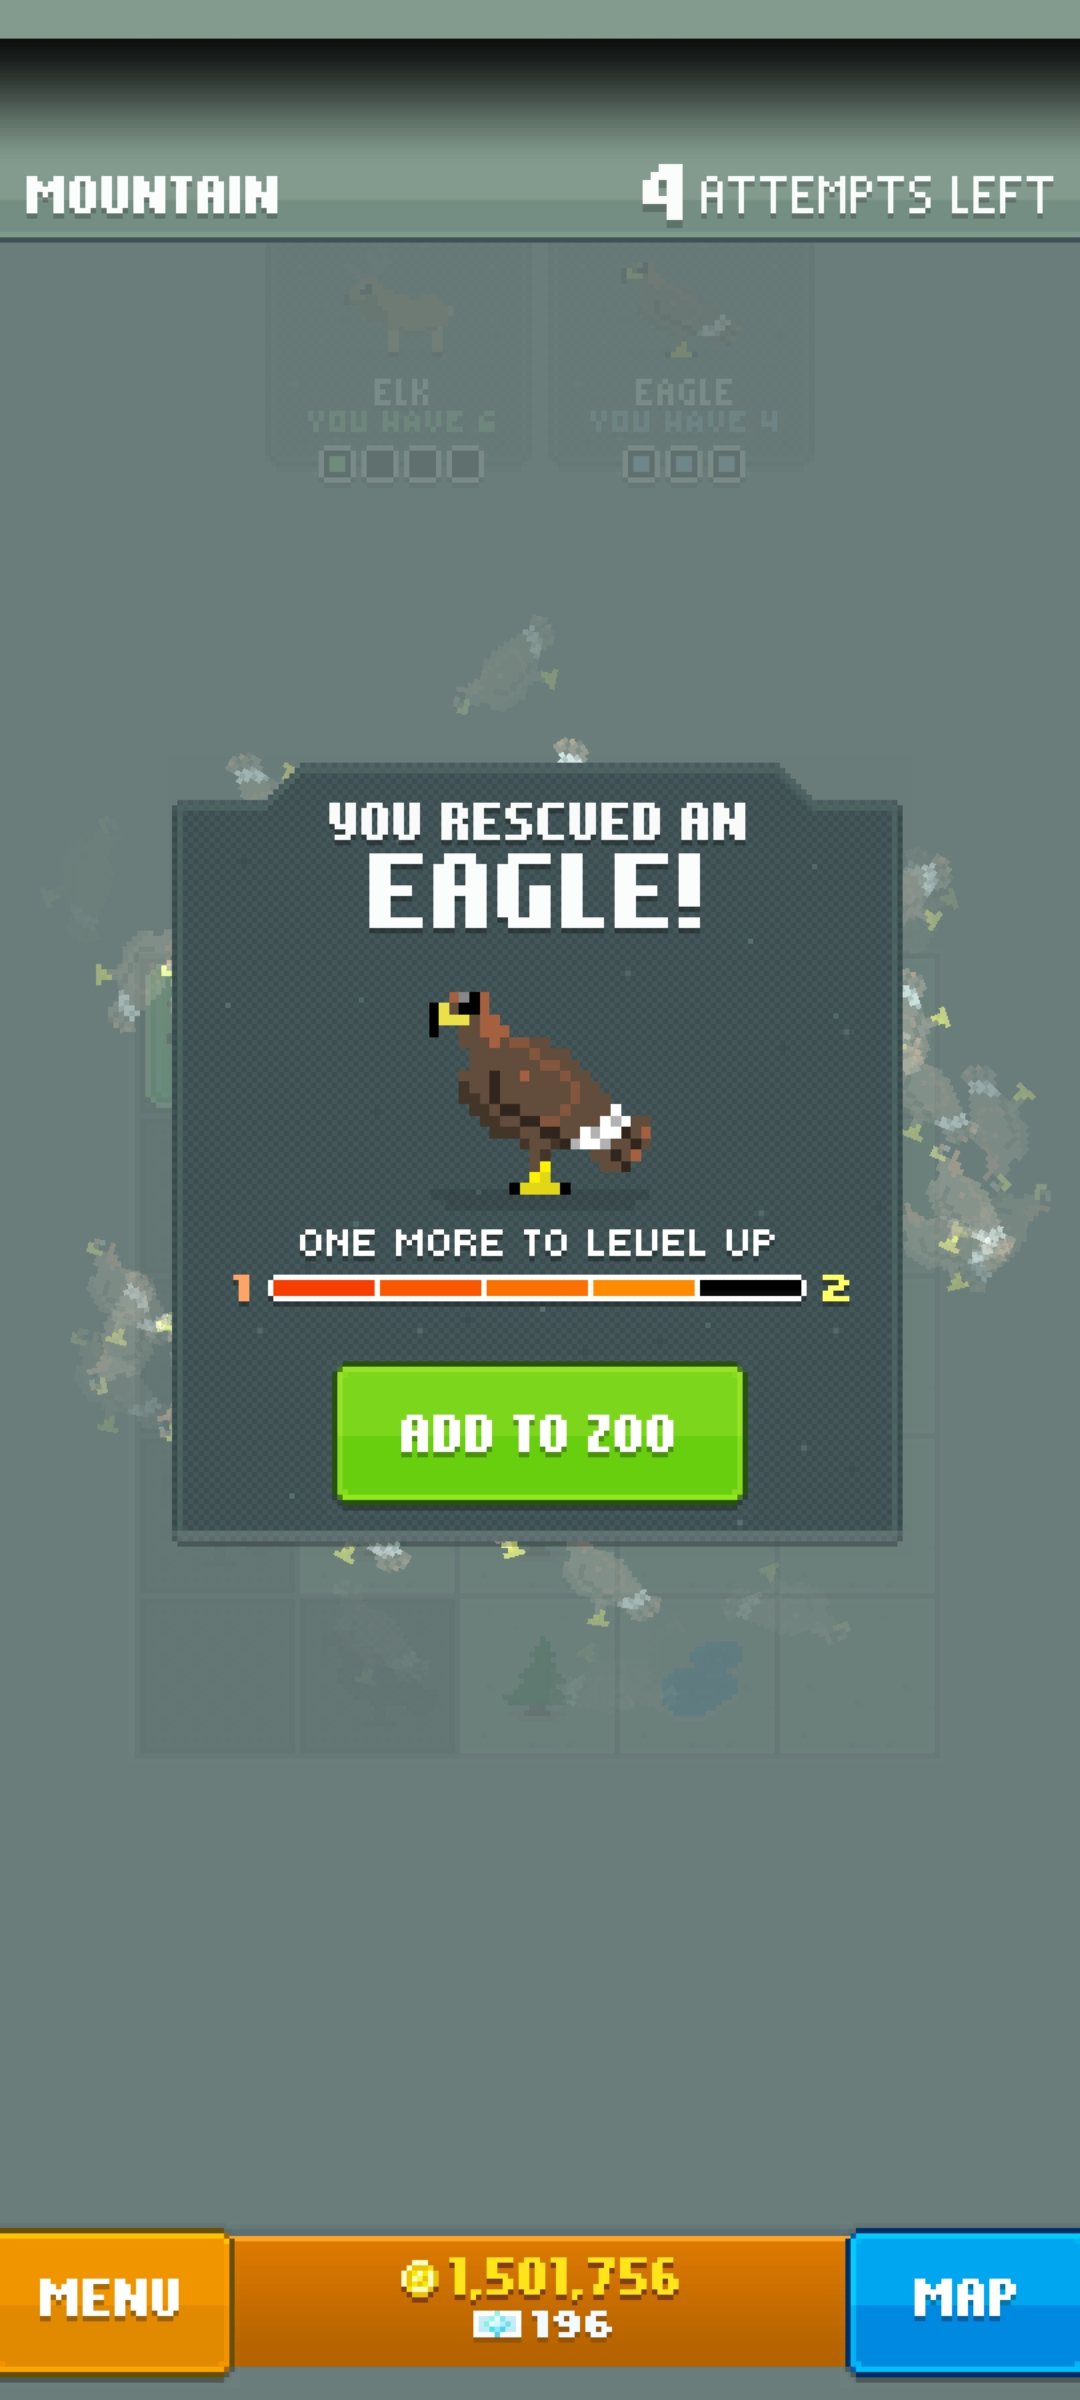 MOUNTAIN
4 ATTEMPTS LEFT
ELK
YOU HAVE 6
EAGLE
YOU HAVE 4
YOU RESCUED AN
EAGLE!
ONE MORE TO LEVEL UP
1
2
ADD TO ZOO
MENU
1,501,756
196
MAP